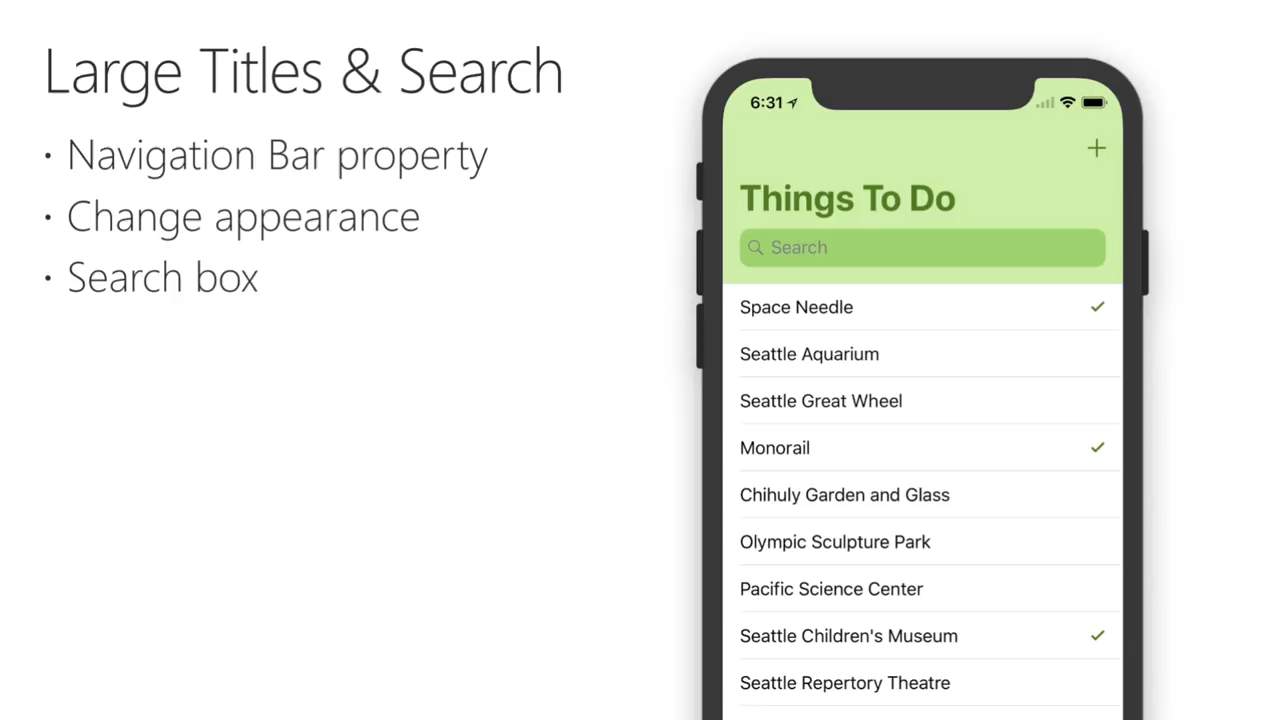 Large Titles & Search
• Navigation Bar property
• Change appearance
• Search box
6:31
Things To Do
Search
Space Needle
Seattle Aquarium
Seattle Great Wheel
Monorail
Chihuly Garden and Glass
Olympic Sculpture Park
Pacific Science Center
Seattle Children's Museum
Seattle Repertory Theatre